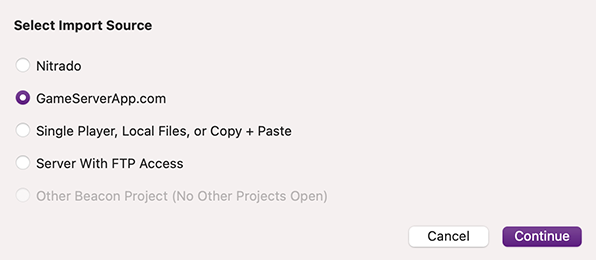 Select Import Source
Nitrado
GameServerApp.com
Single Player, Local Files, or Copy + Paste
Server With FTP Access
Other Beacon Project (No Other Projects Open)
Cancel Continue